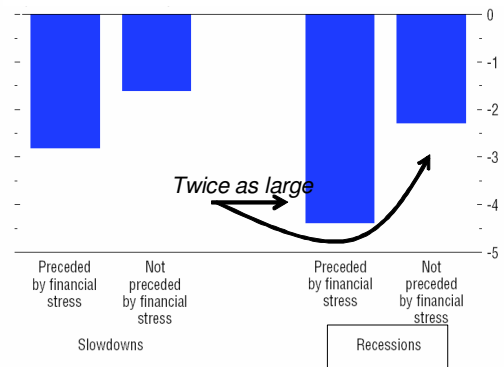 0
-1
-2
-3
Twice as large
-4
-5
Preceded
by financial
stress
Not
preceded
by financial
stress
Preceded
by financial
stress
Not
preceded
by financial
stress
Slowdowns
Recessions